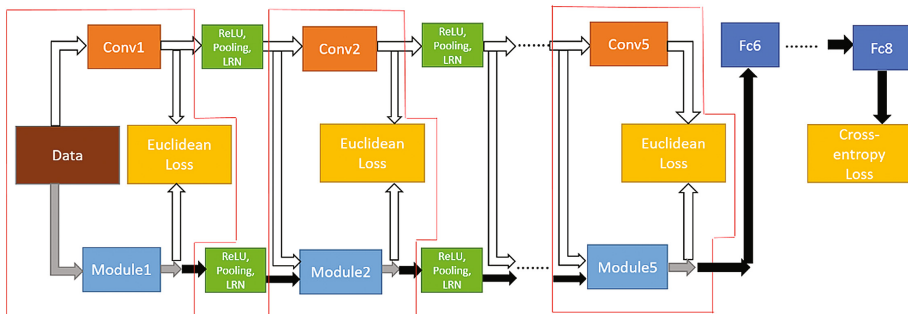 Conv1
ReLU,
Pooling,
LRN
Conv2
ReLU,
Pooling,
LRN
........
Conv5
Fc6
........
Fc8
Data
Euclidean
Loss
Euclidean
Loss
Euclidean
Loss
Cross-
entropy
Loss
Module1
ReLU,
Pooling,
LRN
Module2
ReLU,
Pooling,
LRN
........
Module5